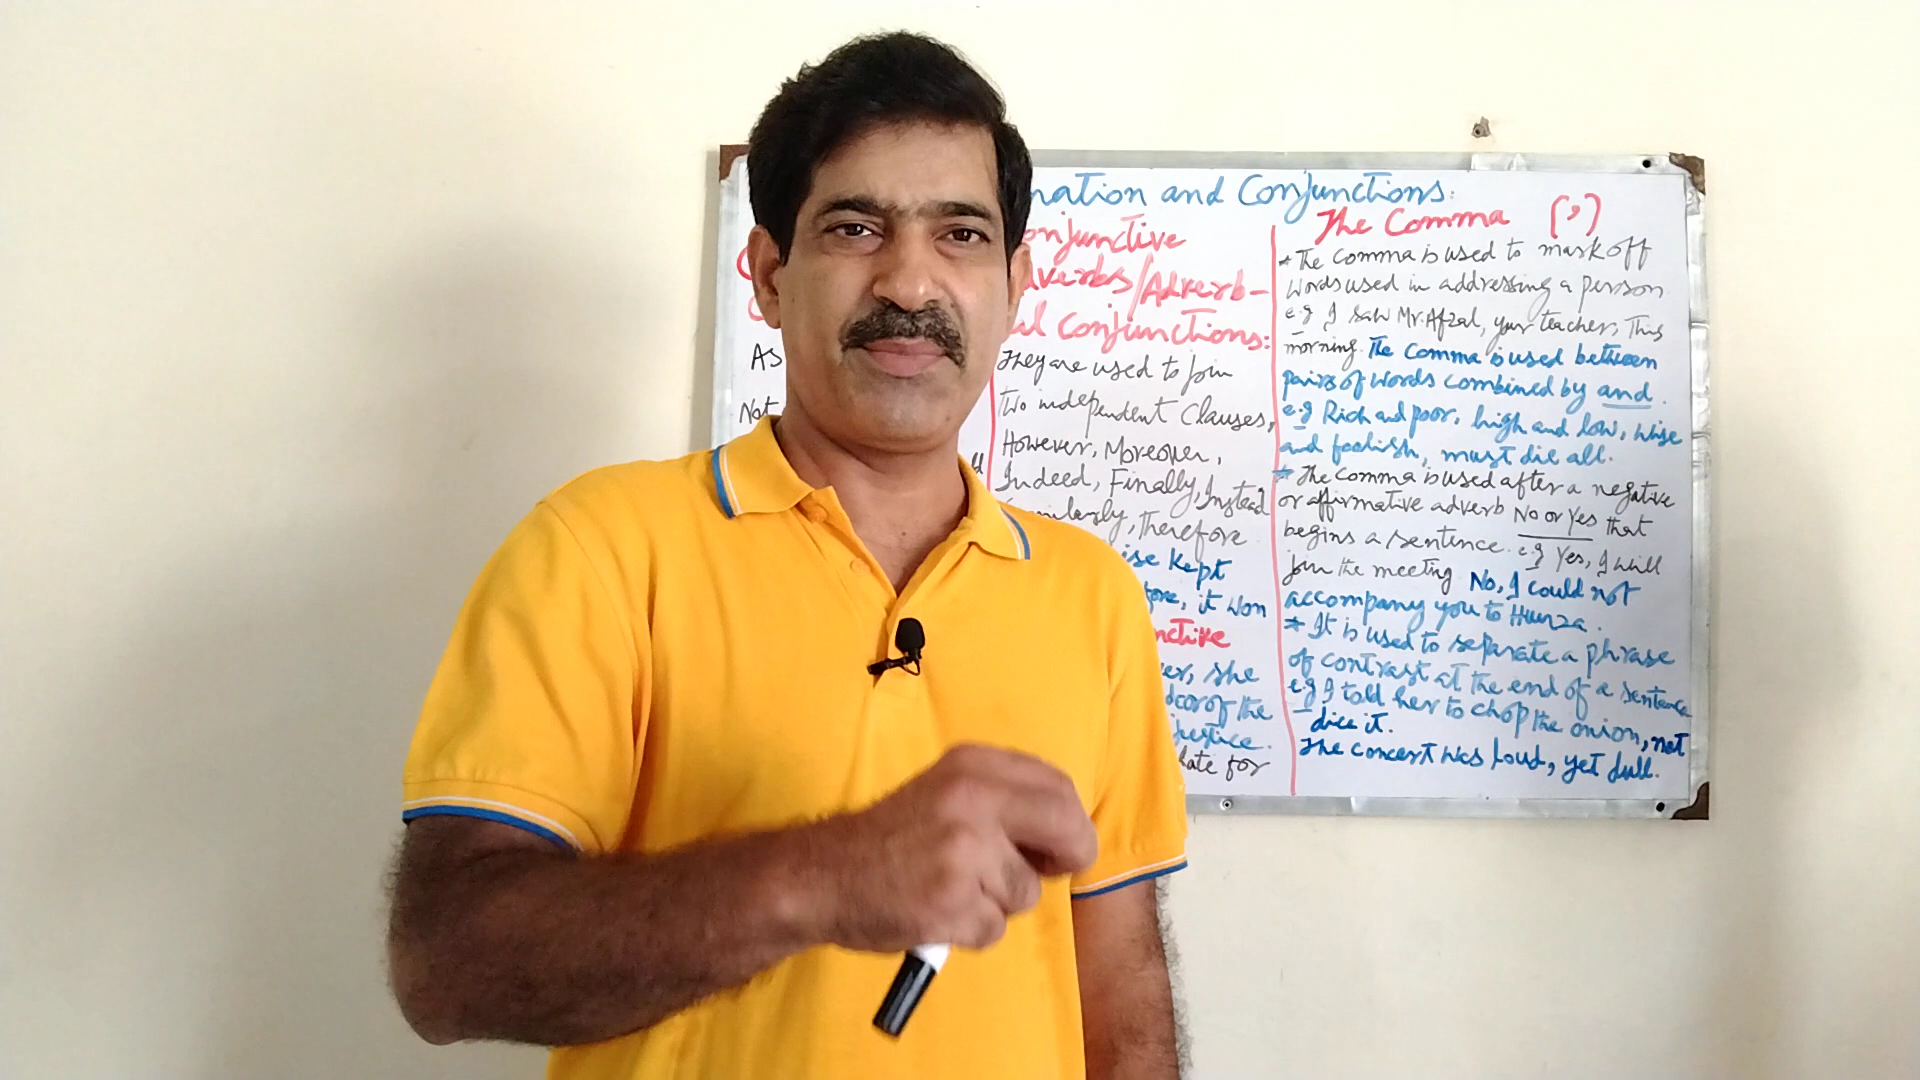 nation and Conjunctions:
As
Not
onjunctive
dverbs/Adverb-
al Conjunctions:
They are used to join
Two independent Clauses,
However, Moreover,
Indeed, Finally, Instead
milarly, Therefore
ise kept
fore, it won
nctive
er, she
door of the
justice.
late for
The Comma (,)
* The Comma is used to mark off
words used in addressing a person
e.g I saw Mr. Afzal, your teacher, This
morning. The Comma is used between
pairs of words combined by and.
e.g Rich and poor, high and low, wise
and foolish, must die all.
* The Comma is used after a negative
or affirmative adverb No or Yes that
begins a sentence. e.g Yes, I will
join the meeting. No, I could not
accompany you to Hunza.
* It is used to separate a phrase
of contrast at the end of a sentence
e.g I told her to chop the onion, not
dice it.
The concert was loud, yet dull.